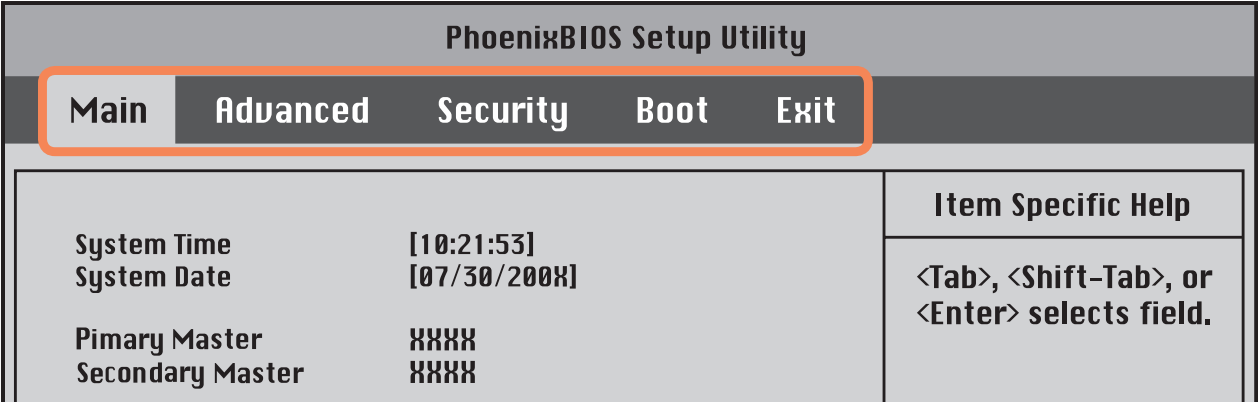 PhoenixBIOS Setup Utility
Main Advanced Security Boot Exit
System Time [10:21:53]
System Date [07/30/200X]
Pimary Master XXXX
Secondary Master XXXX
Item Specific Help
<Tab>, <Shift-Tab>, or
<Enter> selects field.